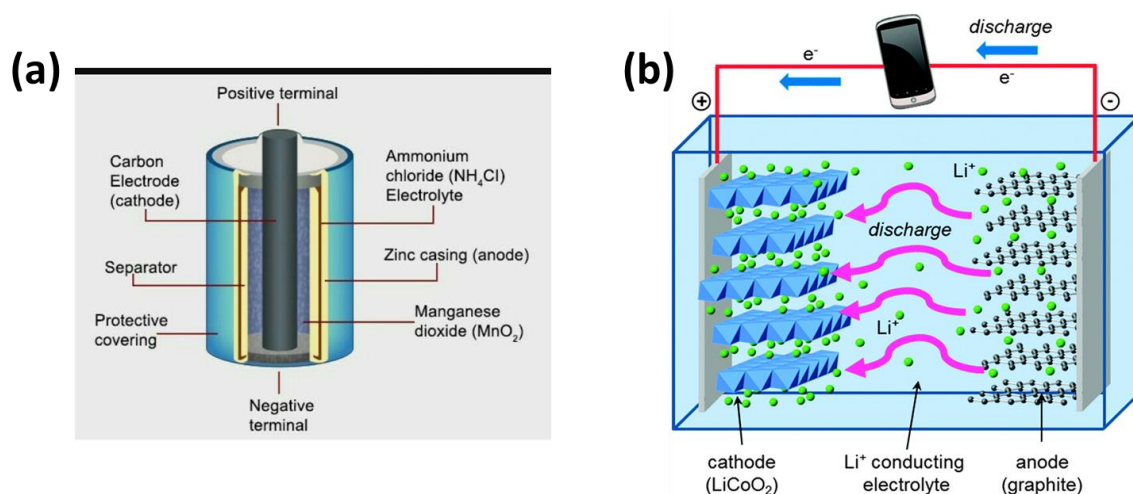 (a)
Positive terminal
Carbon
Electrode
(cathode)
Separator
Protective
covering
Ammonium
chloride (NH₄Cl)
Electrolyte
Zinc casing (anode)
Manganese
dioxide (MnO₂)
Negative
terminal
(b)
discharge
e⁻
e⁻
+
-
Li⁺
discharge
Li⁺
cathode
(LiCoO₂)
Li⁺ conducting
electrolyte
anode
(graphite)